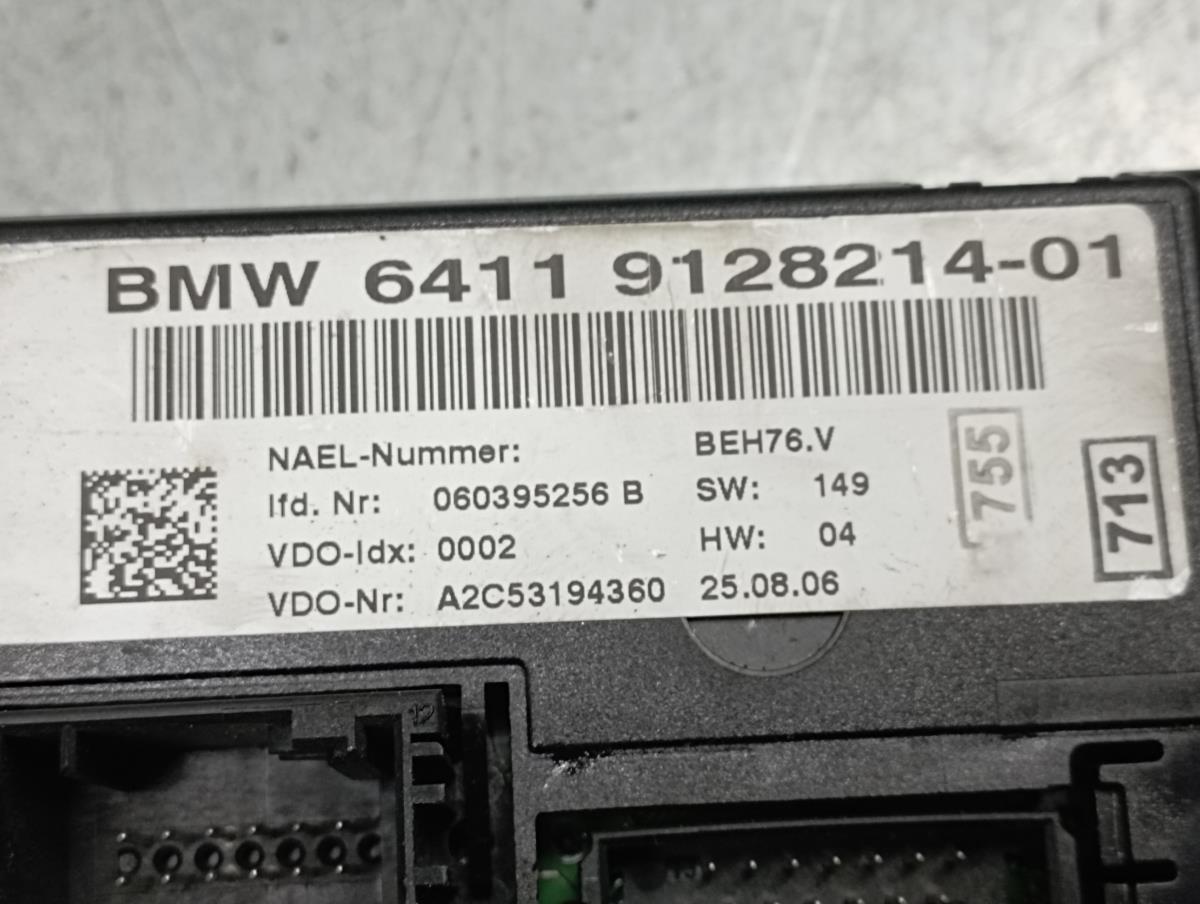 BMW 6411 9128214-01
NAEL-Nummer: BEH76.V
lfd. Nr: 060395256 B SW: 149
VDO-Idx: 0002 HW: 04
VDO-Nr: A2C53194360 25.08.06
755
713
12